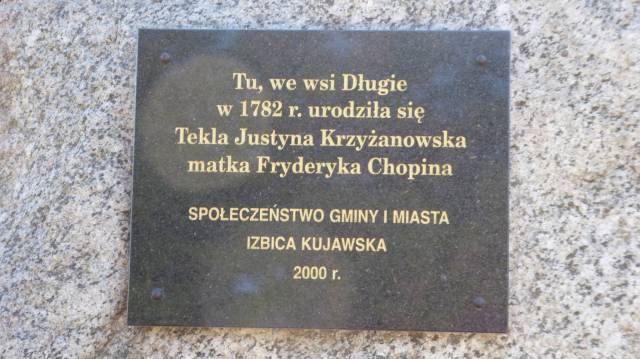 Tu, we wsi Długie
w 1782 r. urodziła się
Tekla Justyna Krzyżanowska
matka Fryderyka Chopina
SPOŁECZEŃSTWO GMINY I MIASTA
IZBICA KUJAWSKA
2000 r.